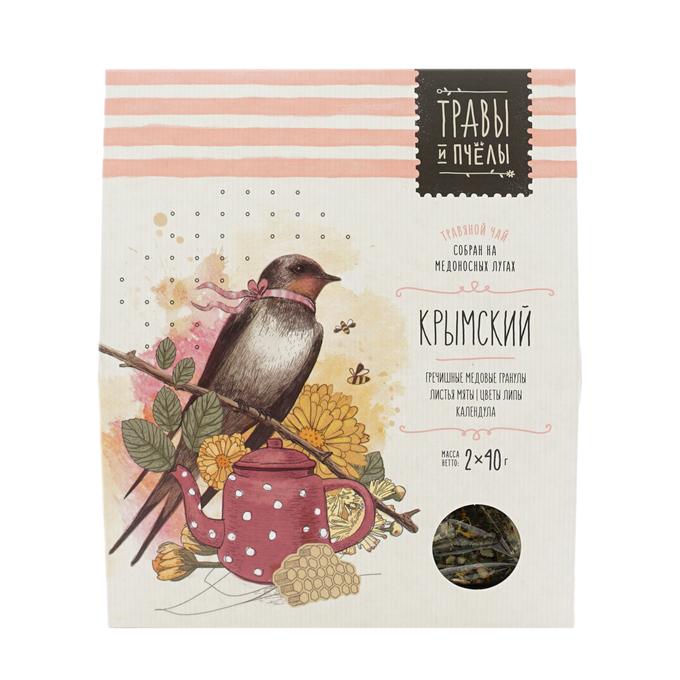 ТРАВЫ
И ПЧЁЛЫ
ТРАВЯНОЙ ЧАЙ
СОБРАН НА
МЕДОНОСНЫХ ЛУГАХ
КРЫМСКИЙ
ГРЕЧИШНЫЕ МЕДОВЫЕ ГРАНУЛЫ
ЛИСТЬЯ МЯТЫ | ЦВЕТЫ ЛИПЫ
КАЛЕНДУЛА
МАССА
НЕТТО: 2×40 г